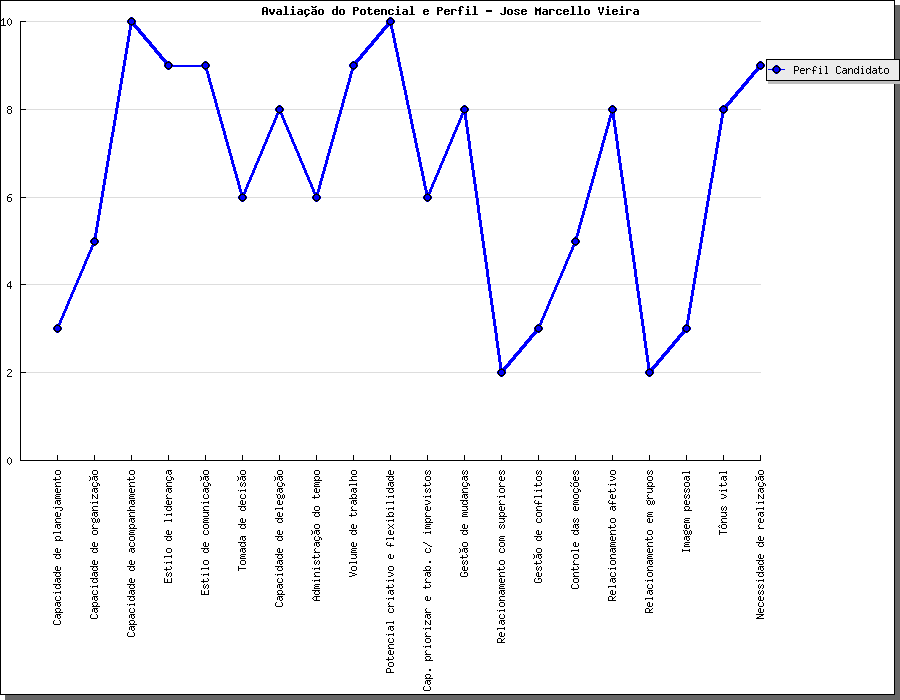 Avaliação do Potencial e Perfil - Jose Marcello Vieira
10
8
6
4
2
0
Perfil Candidato
Capacidade de planejamento
Capacidade de organização
Capacidade de acompanhamento
Estilo de liderança
Estilo de comunicação
Tomada de decisão
Capacidade de delegação
Administração do tempo
Volume de trabalho
Potencial criativo e flexibilidade
Cap. priorizar e trab. c/ imprevistos
Gestão de mudanças
Relacionamento com superiores
Gestão de conflitos
Controle das emoções
Relacionamento afetivo
Relacionamento em grupos
Imagem pessoal
Tônus vital
Necessidade de realização